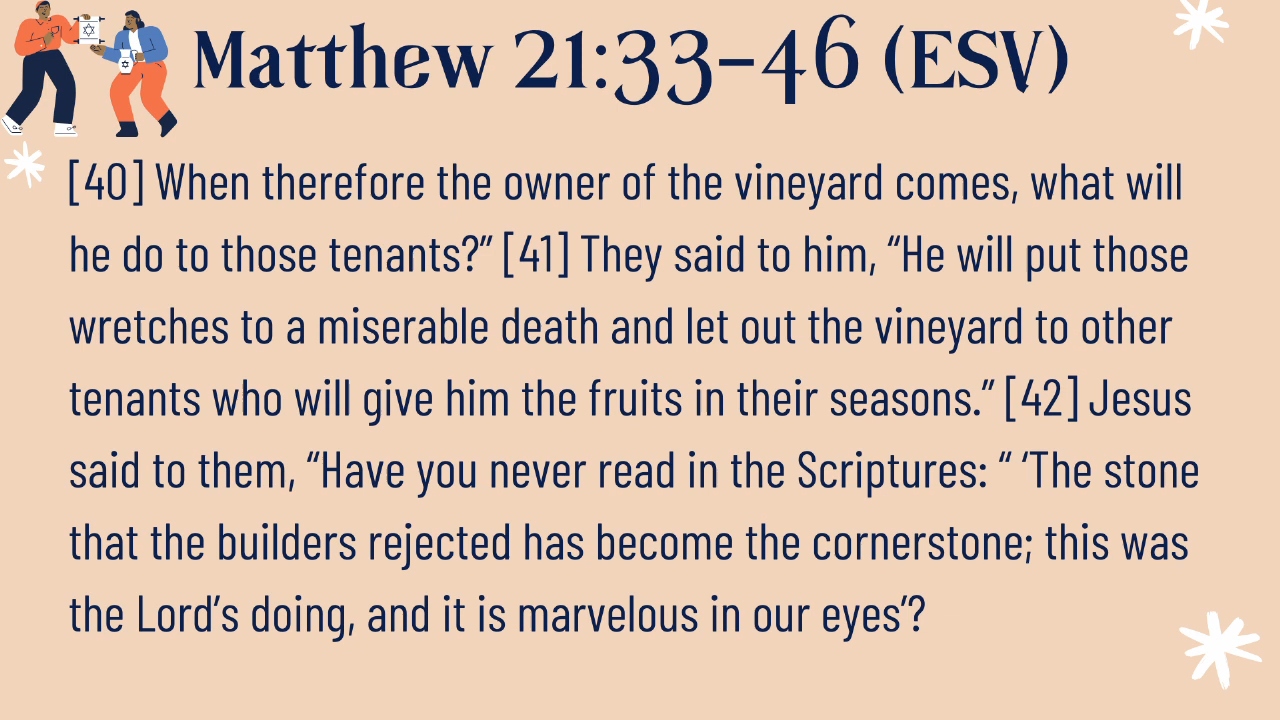 Matthew 21:33–46 (ESV)
[40] When therefore the owner of the vineyard comes, what will
he do to those tenants?” [41] They said to him, “He will put those
wretches to a miserable death and let out the vineyard to other
tenants who will give him the fruits in their seasons.” [42] Jesus
said to them, “Have you never read in the Scriptures: “ ‘The stone
that the builders rejected has become the cornerstone; this was
the Lord’s doing, and it is marvelous in our eyes’?